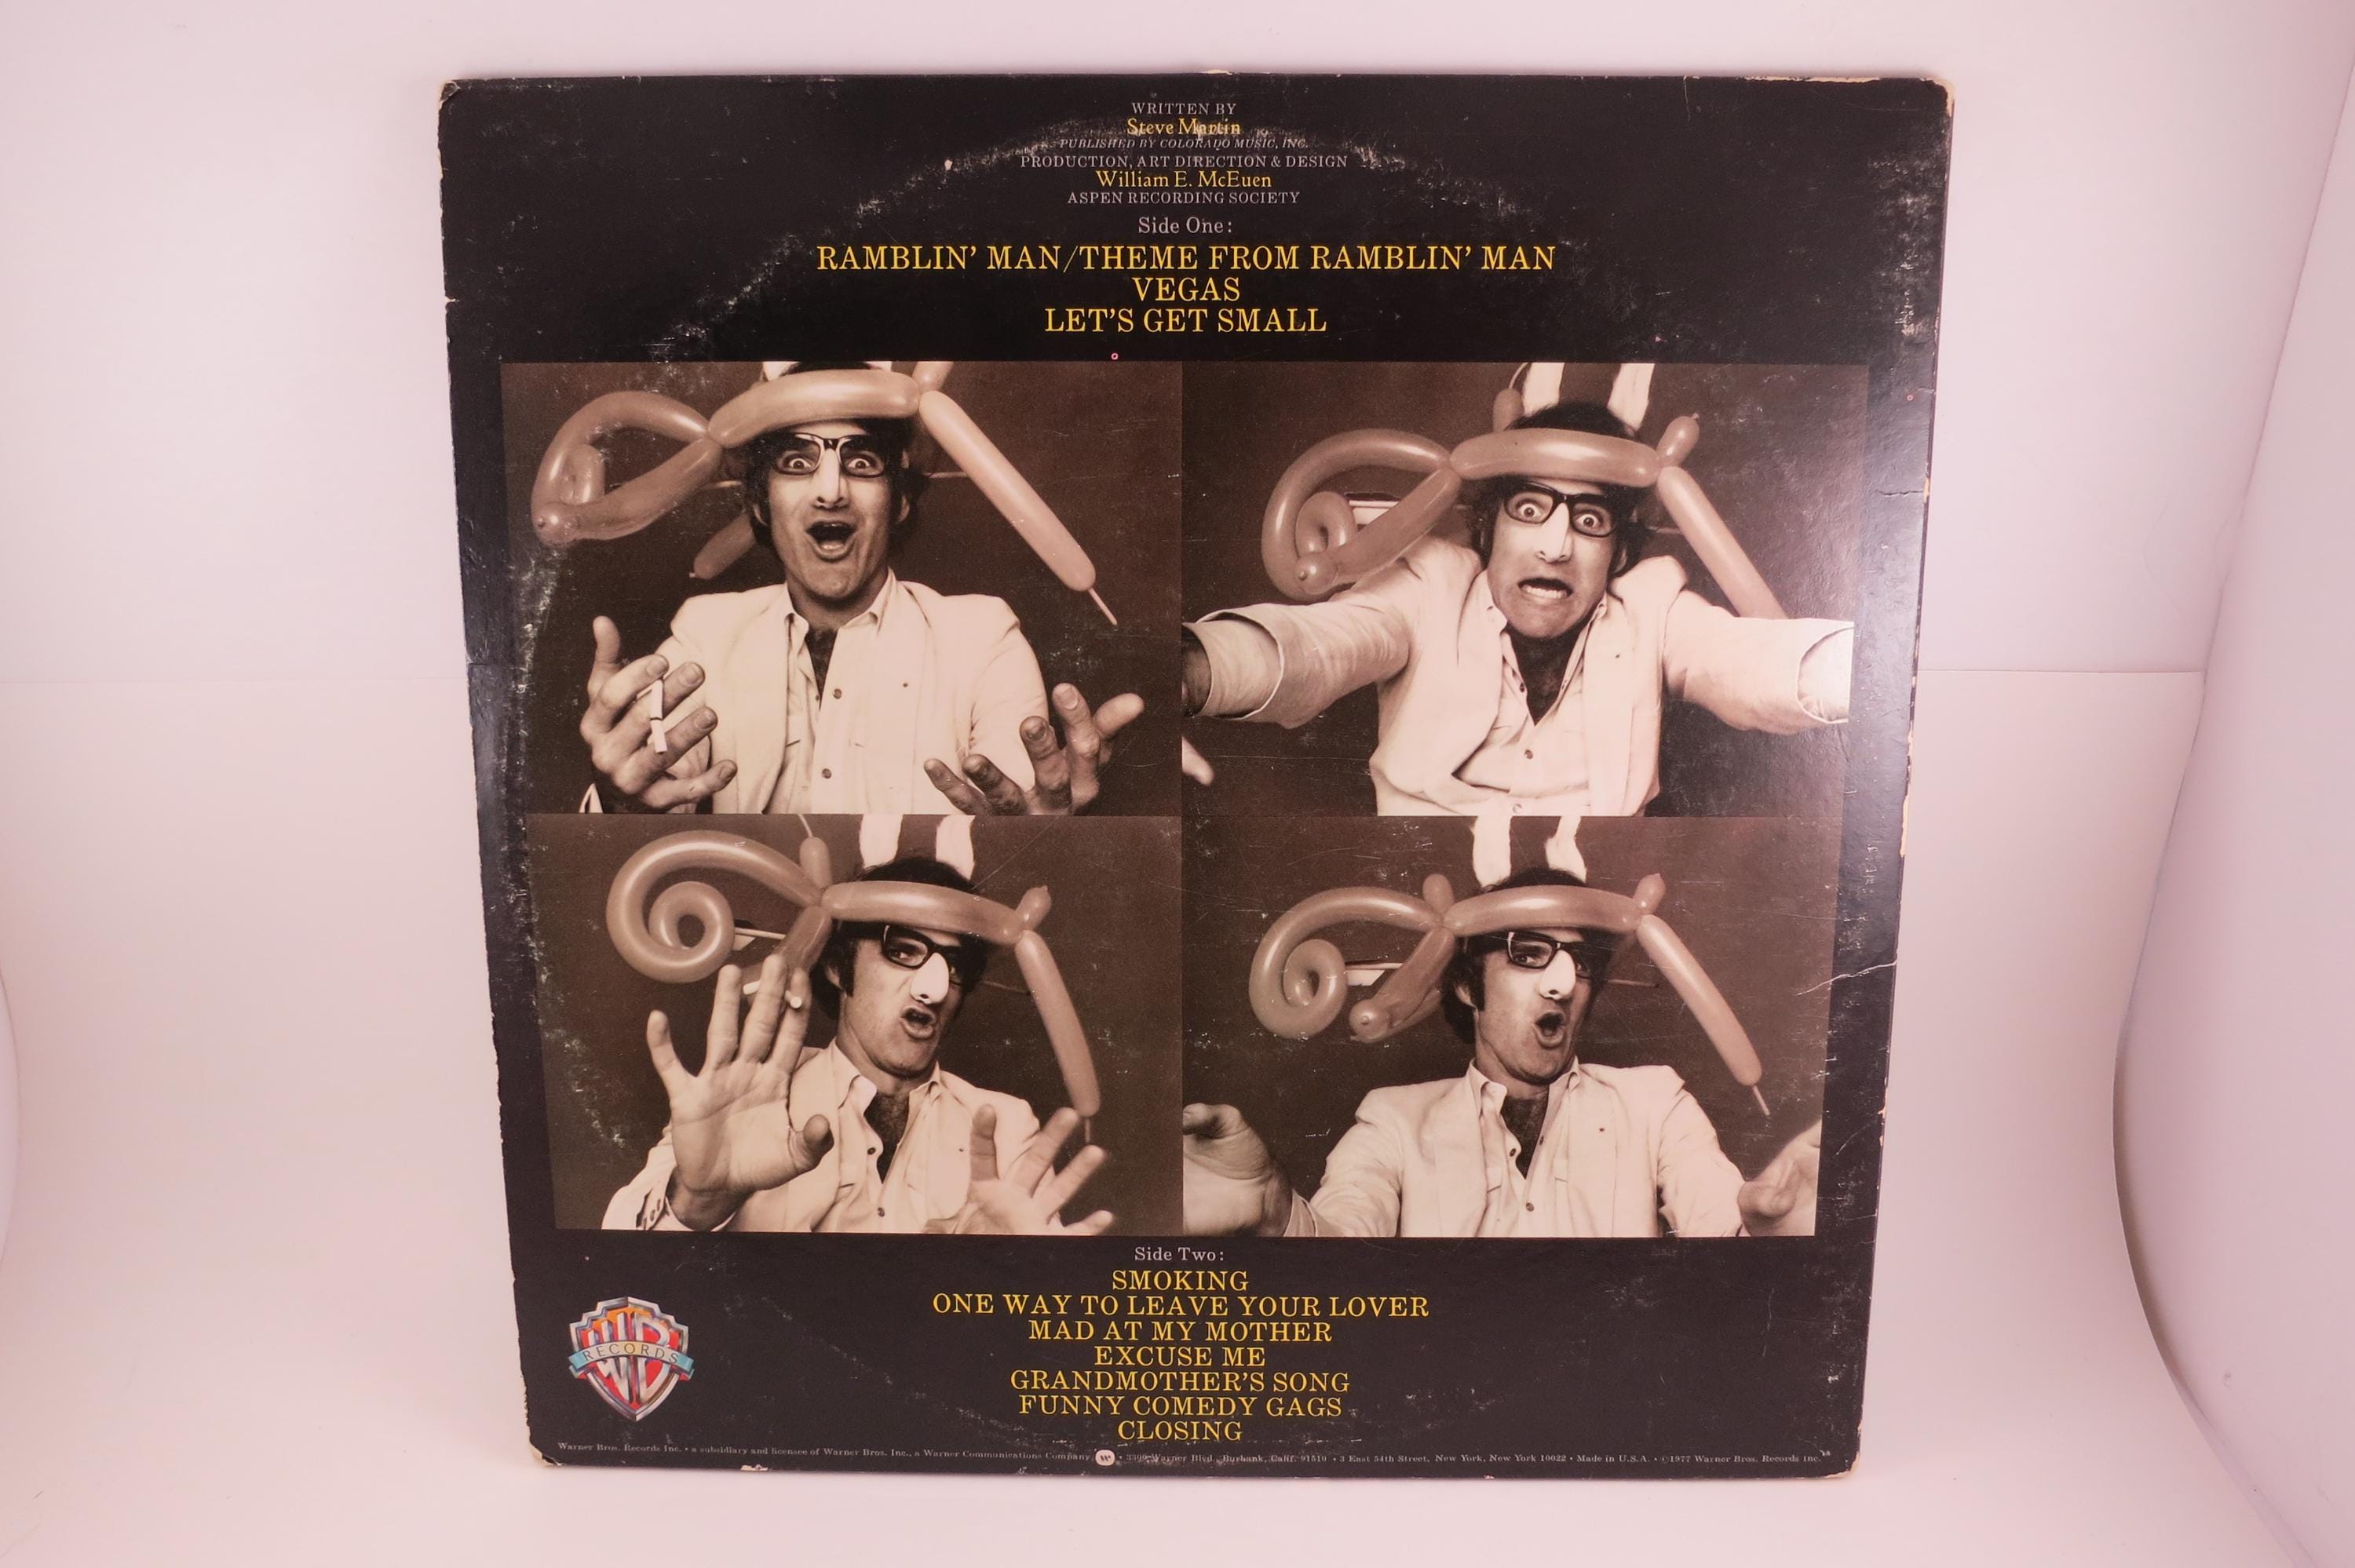 WRITTEN BY
Steve Martin
PUBLISHED BY COLORADO MUSIC, INC.
PRODUCTION, ART DIRECTION & DESIGN
William E. McEuen
ASPEN RECORDING SOCIETY
Side One:
RAMBLIN' MAN/THEME FROM RAMBLIN' MAN
VEGAS
LET'S GET SMALL
Side Two:
SMOKING
ONE WAY TO LEAVE YOUR LOVER
MAD AT MY MOTHER
EXCUSE ME
GRANDMOTHER'S SONG
FUNNY COMEDY GAGS
CLOSING
WB
RECORDS
Warner Bros. Records Inc. • a subsidiary and licensee of Warner Bros. Inc., a Warner Communications Company • 3300 Warner Blvd., Burbank, Calif. 91510 • 3 East 54th Street, New York, New York 10022 • Made in U.S.A. • ©1977 Warner Bros. Records Inc.